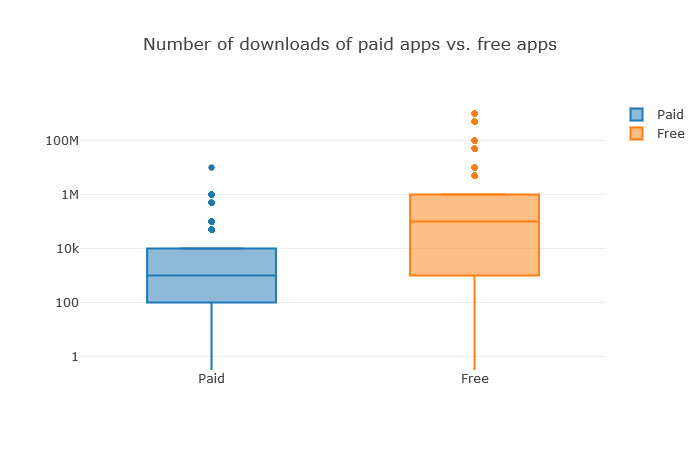 Number of downloads of paid apps vs. free apps
Paid
Free
100M
1M
10k
100
1
Paid
Free